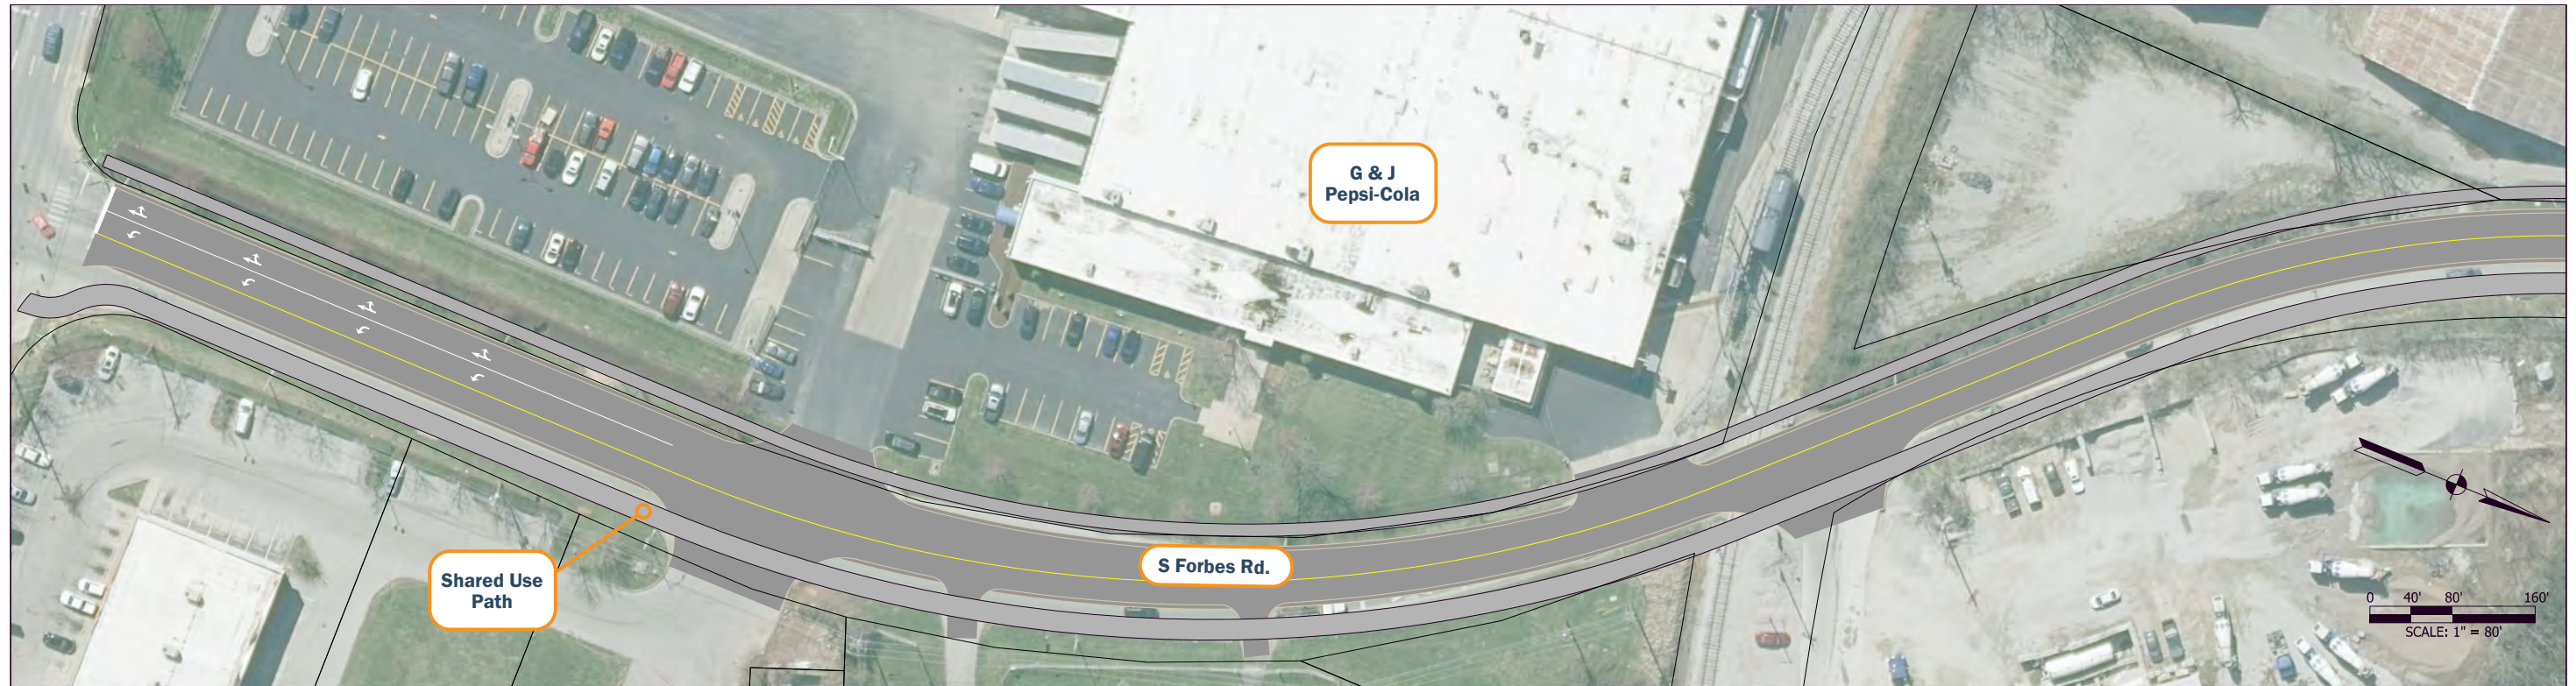 G & J
Pepsi-Cola
Shared Use
Path
S Forbes Rd.
0 40' 80' 160'
SCALE: 1" = 80'